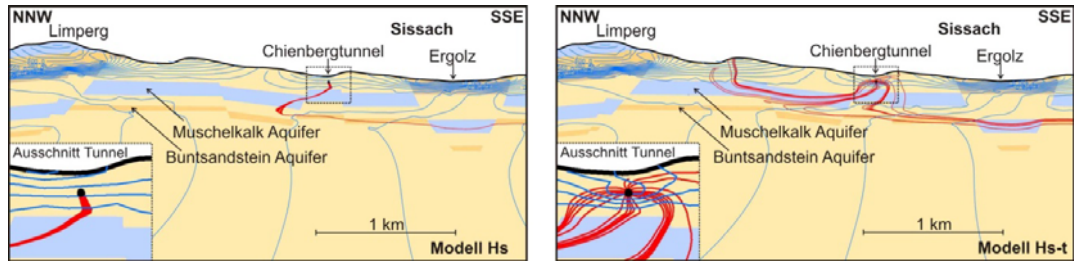 NNW
SSE
Limperg
Sissach
Chienbergtunnel
Ergolz
Muschelkalk Aquifer
Buntsandstein Aquifer
Ausschnitt Tunnel
1 km
Modell Hs
NNW
SSE
Limperg
Sissach
Chienbergtunnel
Ergolz
Muschelkalk Aquifer
Buntsandstein Aquifer
Ausschnitt Tunnel
1 km
Modell Hs-t